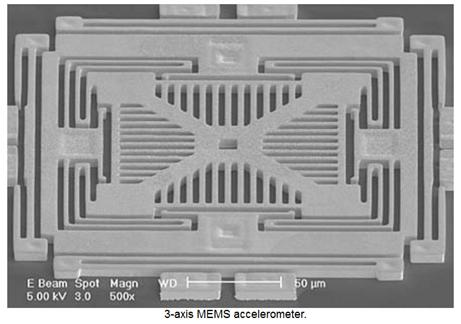 E Beam Spot Magn WD 50 µm
5.00 kV 3.0 500x
3-axis MEMS accelerometer.